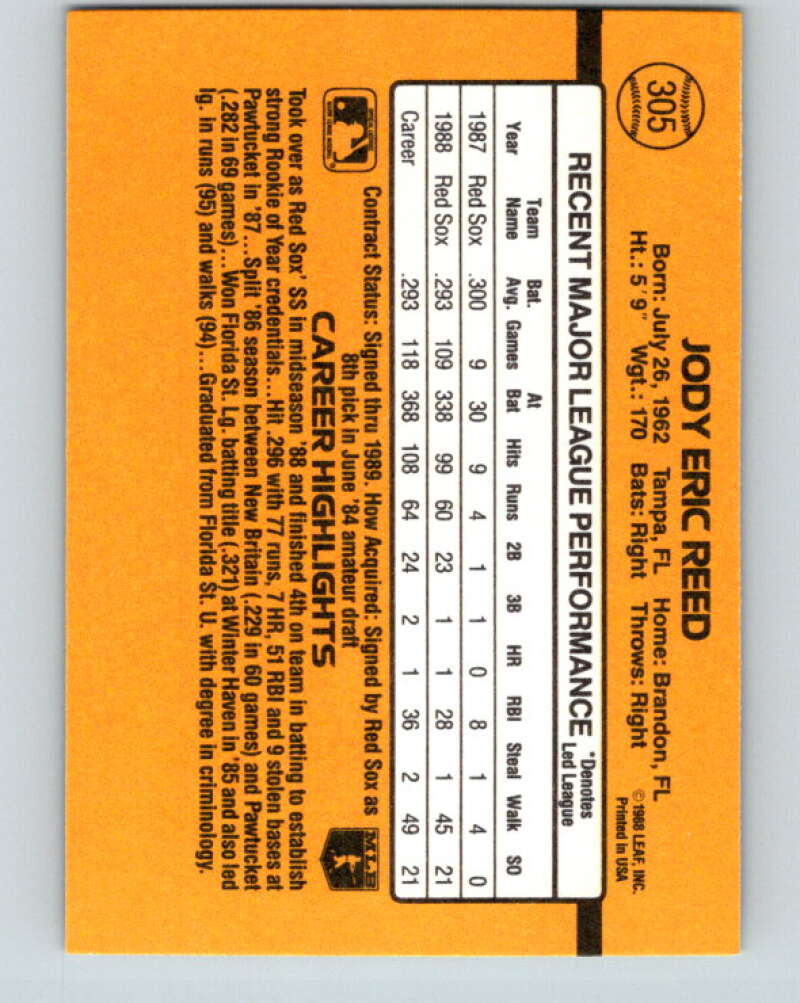 305
JODY ERIC REED
Born: July 26, 1962 Tampa, FL Home: Brandon, FL
Ht.: 5'9" Wgt.: 170 Bats: Right Throws: Right
©1988 LEAF, INC.
Printed in USA
RECENT MAJOR LEAGUE PERFORMANCE *Denotes Led League
Year Team Name Bat. Avg. Games At Bat Hits Runs 2B 3B HR RBI Steal Walk SO
1987 Red Sox .300 9 30 9 4 1 1 0 8 1 4 0
1988 Red Sox .293 109 338 99 60 23 1 1 28 1 45 21
Career .293 118 368 108 64 24 2 1 36 2 49 21
Contract Status: Signed thru 1989. How Acquired: Signed by Red Sox as
8th pick in June '84 amateur draft
MLB
CAREER HIGHLIGHTS
Took over as Red Sox' SS in midseason '88 and finished 4th on team in batting to establish
strong Rookie of Year credentials...Hit .296 with 77 runs, 7 HR, 51 RBI and 9 stolen bases at
Pawtucket in '87...Split '86 season between New Britain (.229 in 60 games) and Pawtucket
(.282 in 69 games)...Won Florida St. Lg. batting title (.321) at Winter Haven in '85 and also led
lg. in runs (95) and walks (94)...Graduated from Florida St. U. with degree in criminology.